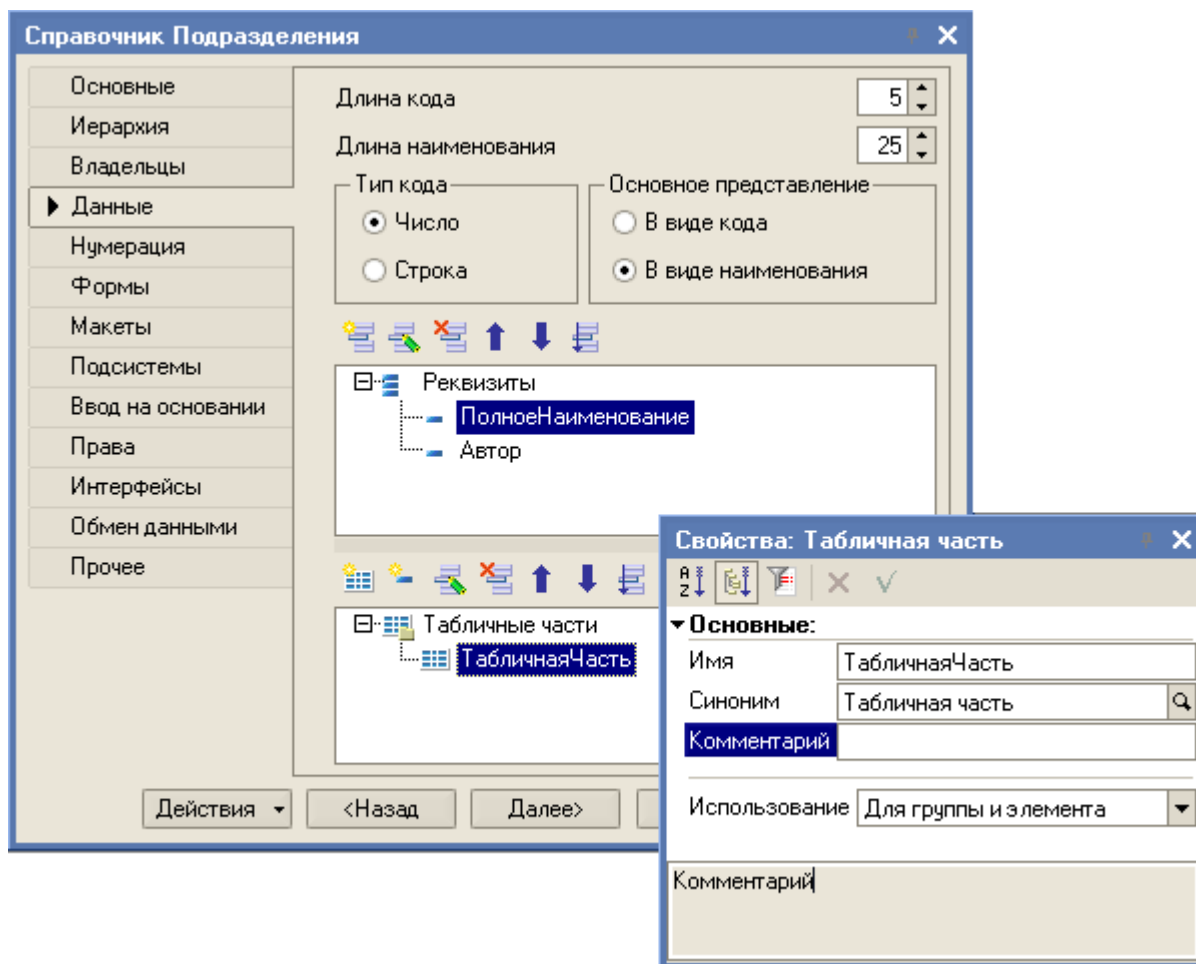 Справочник Подразделения
Основные
Иерархия
Владельцы
Данные
Нумерация
Формы
Макеты
Подсистемы
Ввод на основании
Права
Интерфейсы
Обмен данными
Прочее
Длина кода 5
Длина наименования 25
Тип кода
Число
Строка
Основное представление
В виде кода
В виде наименования
Реквизиты
ПолноеНаименование
Автор
Табличные части
ТабличнаяЧасть
Действия
<Назад
Далее>
Свойства: Табличная часть
Основные:
Имя ТабличнаяЧасть
Синоним Табличная часть
Комментарий
Использование Для группы и элемента
Комментарий